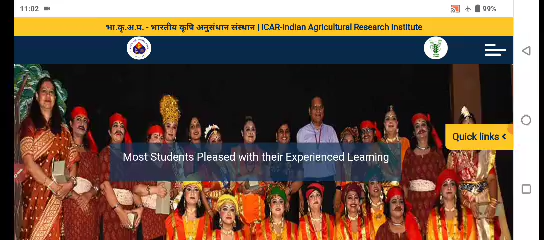 11:02
99%
भा.कृ.अ.प. - भारतीय कृषि अनुसंधान संस्थान | ICAR-Indian Agricultural Research Institute
Quick links
Most Students Pleased with their Experienced Learning